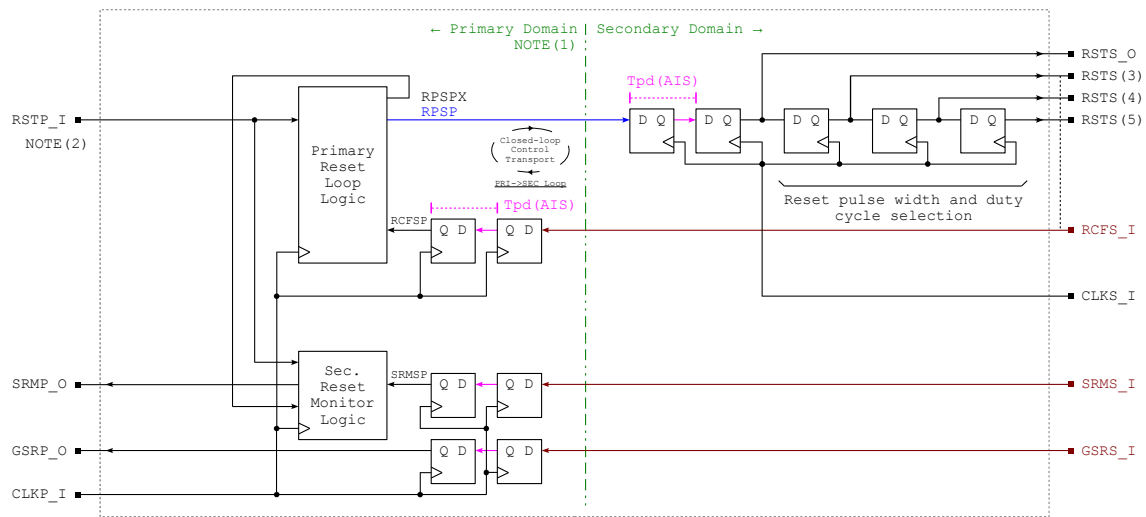 ← Primary Domain
NOTE(1)
Secondary Domain →
RSTS_O
RSTS(3)
RSTS(4)
RSTS(5)
Tpd(AIS)
RPSPX
RPSP
RSTP_I
NOTE(2)
Primary
Reset
Loop
Logic
Closed-loop
Control
Transport
PRI->SEC Loop
D Q
D Q
D Q
D Q
D Q
Reset pulse width and duty
cycle selection
Tpd(AIS)
RCFSP
Q D
Q D
RCFS_I
CLKS_I
Sec.
Reset
Monitor
Logic
SRMSP
Q D
Q D
SRMP_O
SRMS_I
GSRP_O
Q D
Q D
GSRS_I
CLKP_I